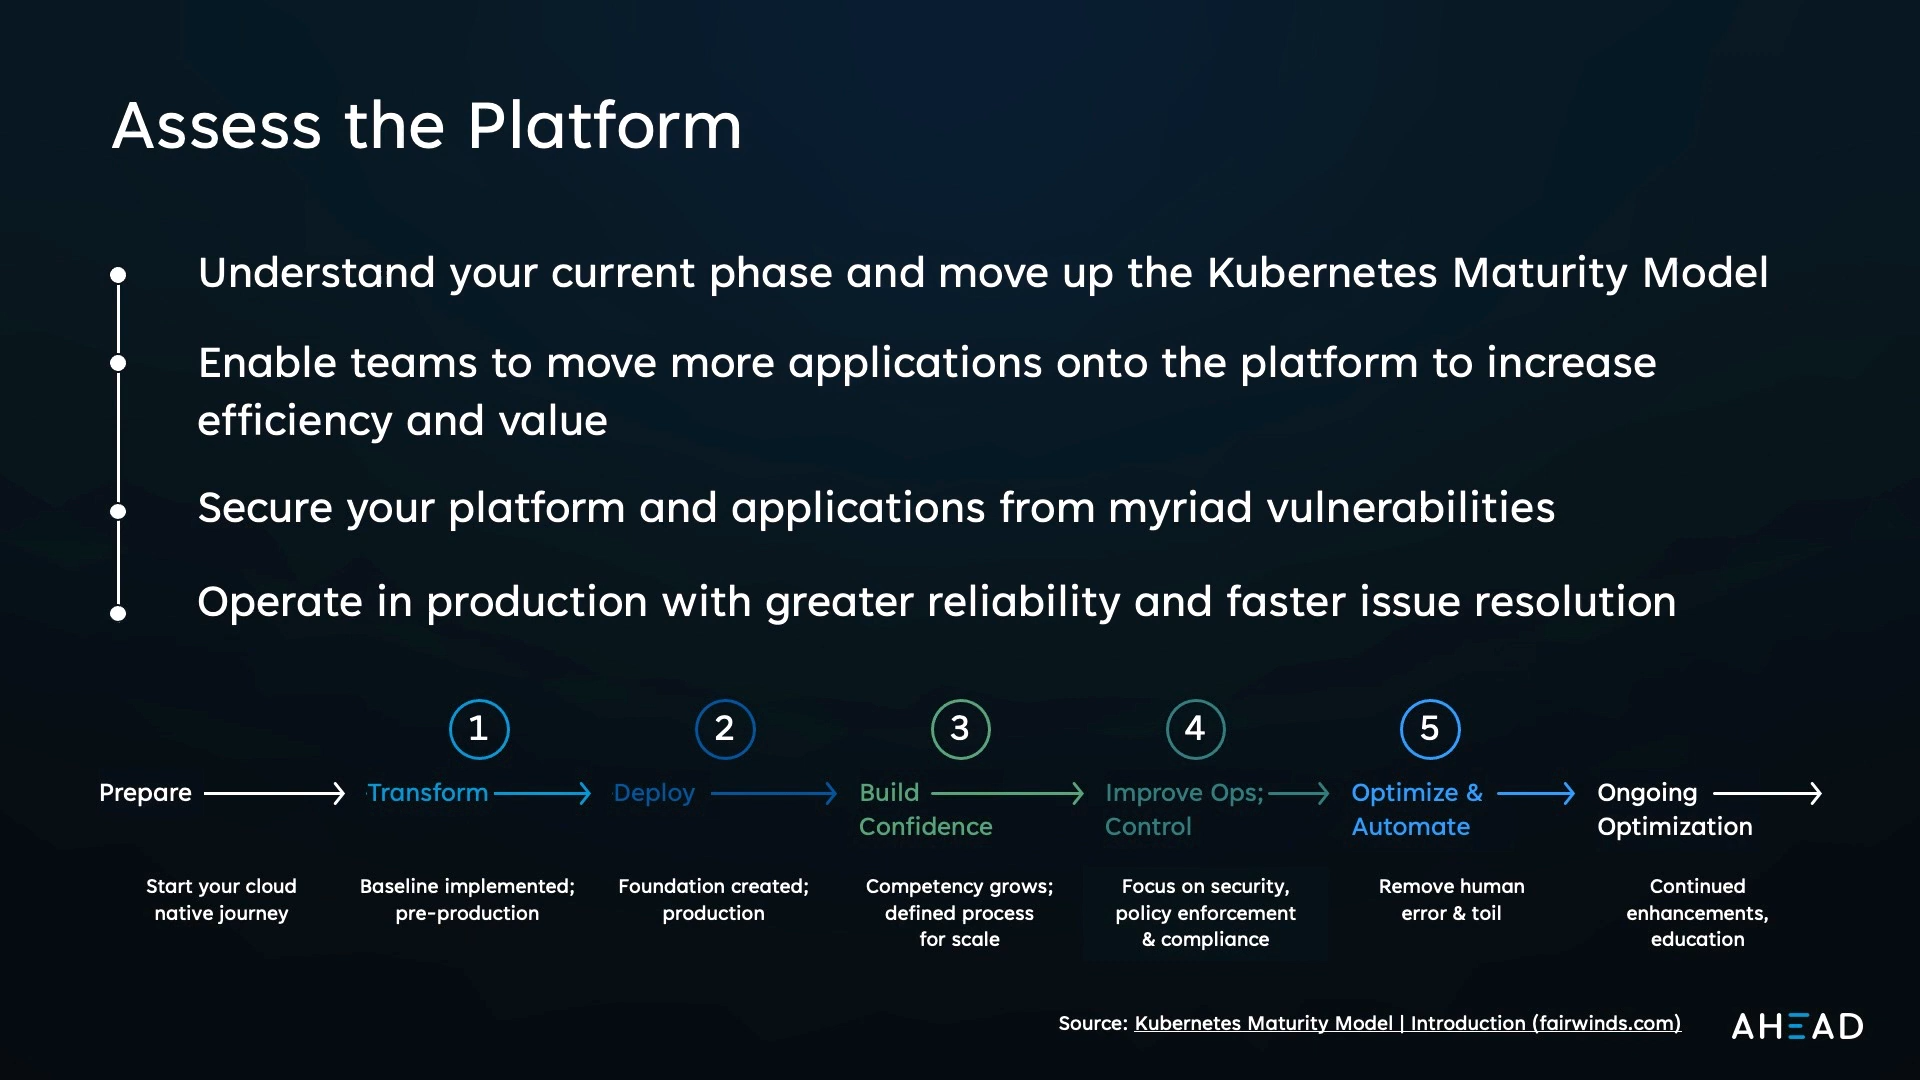 Assess the Platform
Understand your current phase and move up the Kubernetes Maturity Model
Enable teams to move more applications onto the platform to increase
efficiency and value
Secure your platform and applications from myriad vulnerabilities
Operate in production with greater reliability and faster issue resolution
1
2
3
4
5
Prepare
Transform
Deploy
Build
Confidence
Improve Ops;
Control
Optimize &
Automate
Ongoing
Optimization
Start your cloud
native journey
Baseline implemented;
pre-production
Foundation created;
production
Competency grows;
defined process
for scale
Focus on security,
policy enforcement
& compliance
Remove human
error & toil
Continued
enhancements,
education
Source: Kubernetes Maturity Model | Introduction (fairwinds.com)
AHEAD